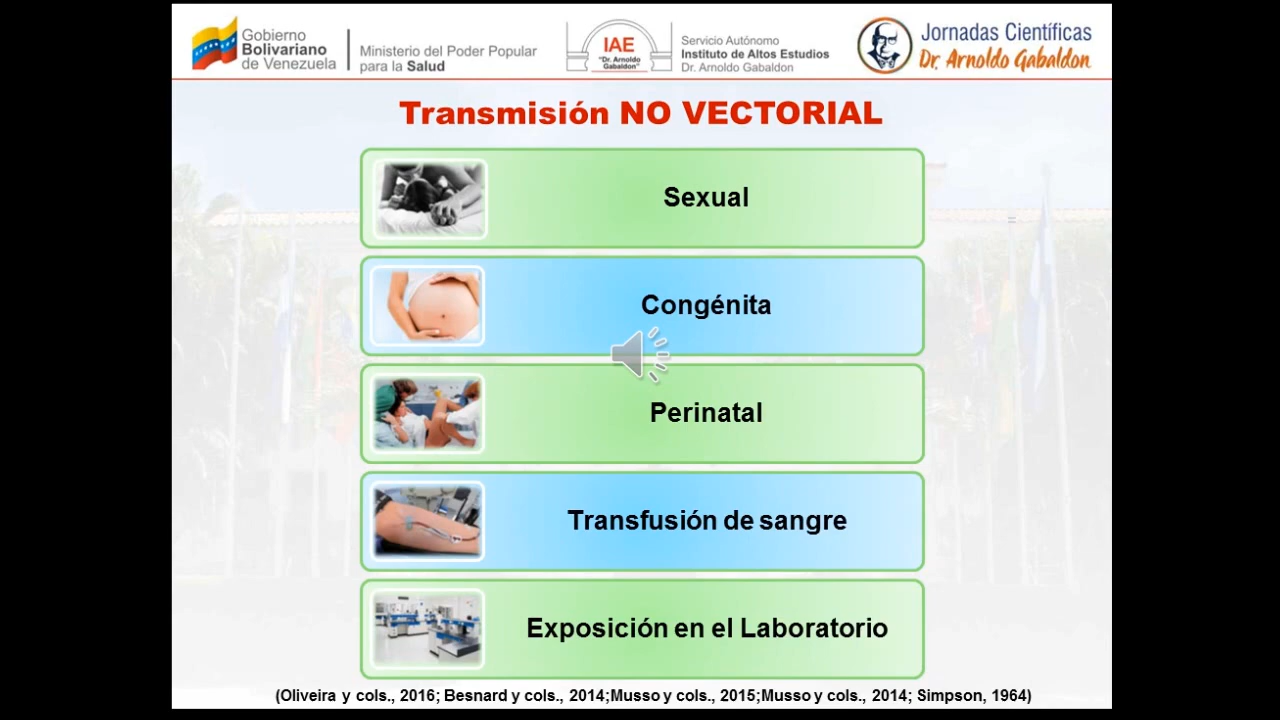 Gobierno
Bolivariano
de Venezuela
Ministerio del Poder Popular
para la Salud
IAE
"Dr. Arnoldo
Gabaldon"
Servicio Autónomo
Instituto de Altos Estudios
Dr. Arnoldo Gabaldon
Jornadas Científicas
Dr. Arnoldo Gabaldon
Transmisión NO VECTORIAL
Sexual
Congénita
Perinatal
Transfusión de sangre
Exposición en el Laboratorio
(Oliveira y cols., 2016; Besnard y cols., 2014;Musso y cols., 2015;Musso y cols., 2014; Simpson, 1964)